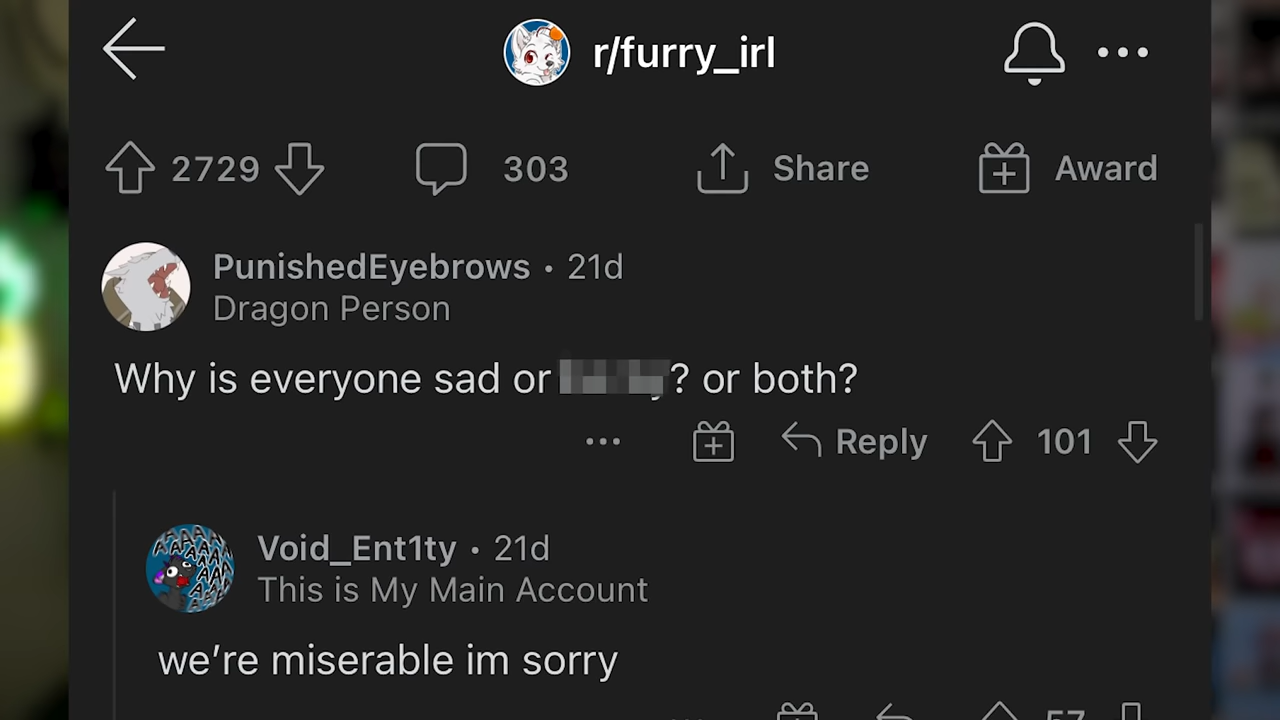 r/furry_irl
2729 303 Share Award
PunishedEyebrows • 21d
Dragon Person
Why is everyone sad or ? or both?
Reply 101
Void_Ent1ty • 21d
This is My Main Account
we’re miserable im sorry
57